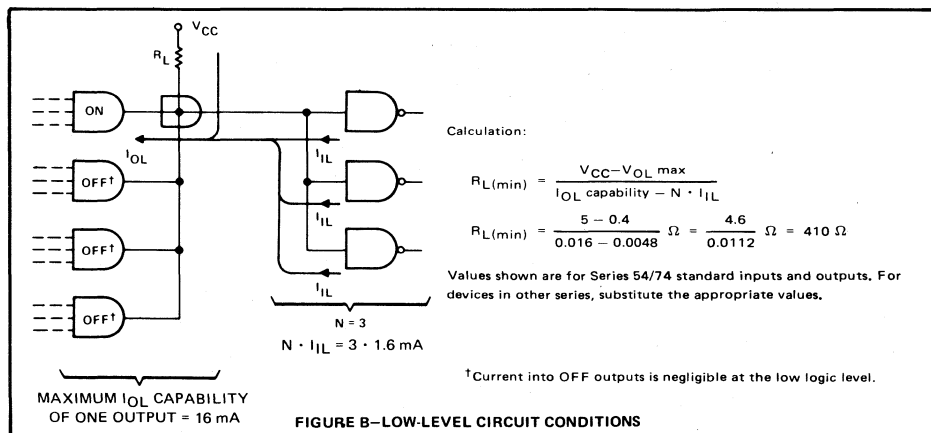 VCC
RL
ON
IOL
IIL
OFF†
IIL
OFF†
IIL
OFF†
N = 3
N · IIL = 3 · 1.6 mA
MAXIMUM IOL CAPABILITY
OF ONE OUTPUT = 16 mA
Calculation:
RL(min) = VCC–VOL max / IOL capability – N · IIL
RL(min) = 5 – 0.4 / 0.016 – 0.0048 Ω = 4.6 / 0.0112 Ω = 410 Ω
Values shown are for Series 54/74 standard inputs and outputs. For
devices in other series, substitute the appropriate values.
†Current into OFF outputs is negligible at the low logic level.
FIGURE B–LOW-LEVEL CIRCUIT CONDITIONS